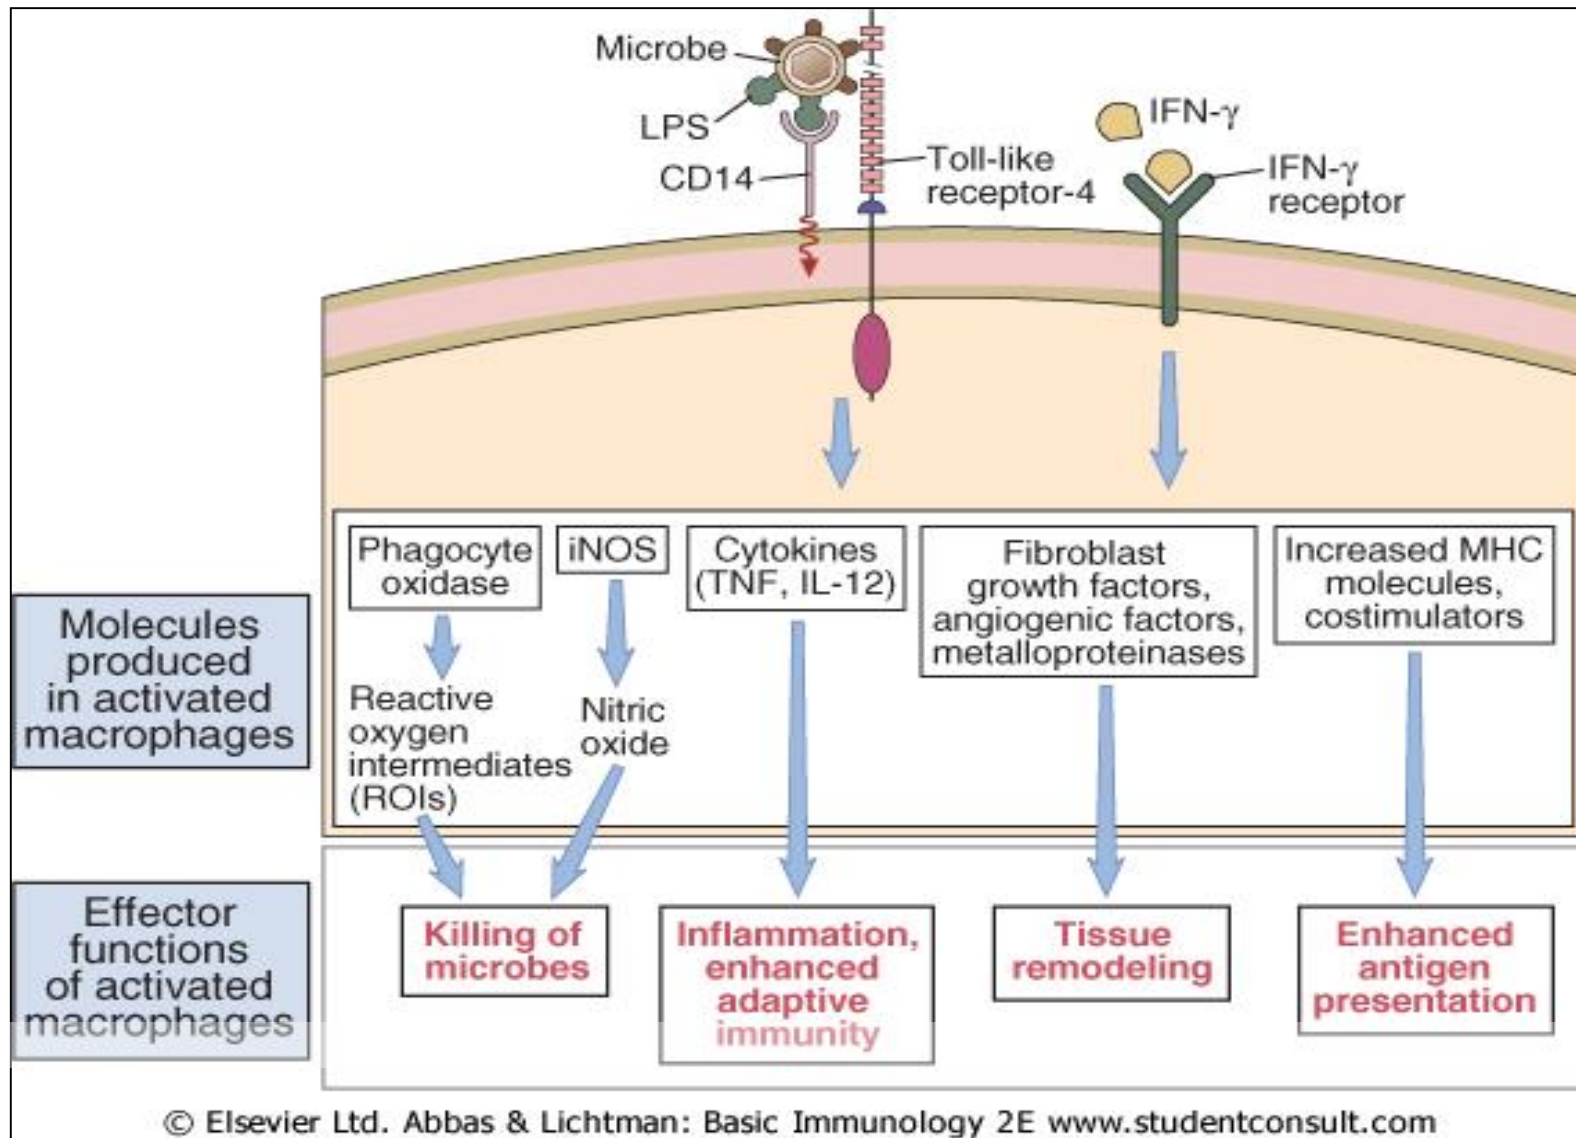 Microbe
LPS
CD14
Toll-like
receptor-4
IFN-γ
IFN-γ
receptor
Molecules
produced
in activated
macrophages
Phagocyte
oxidase
iNOS
Cytokines
(TNF, IL-12)
Fibroblast
growth factors,
angiogenic factors,
metalloproteinases
Increased MHC
molecules,
costimulators
Reactive
oxygen
intermediates
(ROIs)
Nitric
oxide
Effector
functions
of activated
macrophages
Killing of
microbes
Inflammation,
enhanced
adaptive
immunity
Tissue
remodeling
Enhanced
antigen
presentation
© Elsevier Ltd. Abbas & Lichtman: Basic Immunology 2E www.studentconsult.com